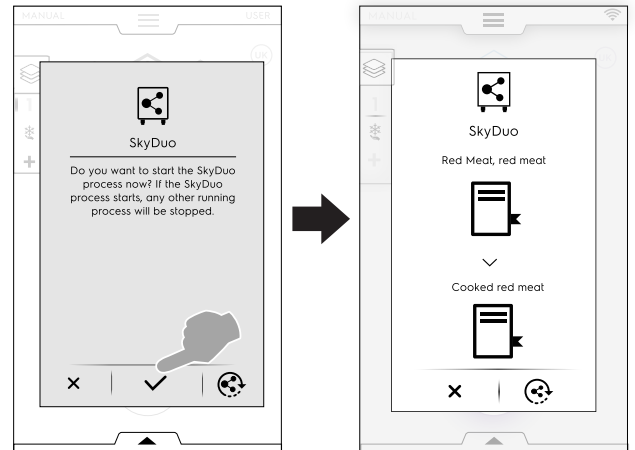 MANUAL
USER
SkyDuo
Do you want to start the SkyDuo
process now? If the SkyDuo
process starts, any other running
process will be stopped.
MANUAL
SkyDuo
Red Meat, red meat
Cooked red meat